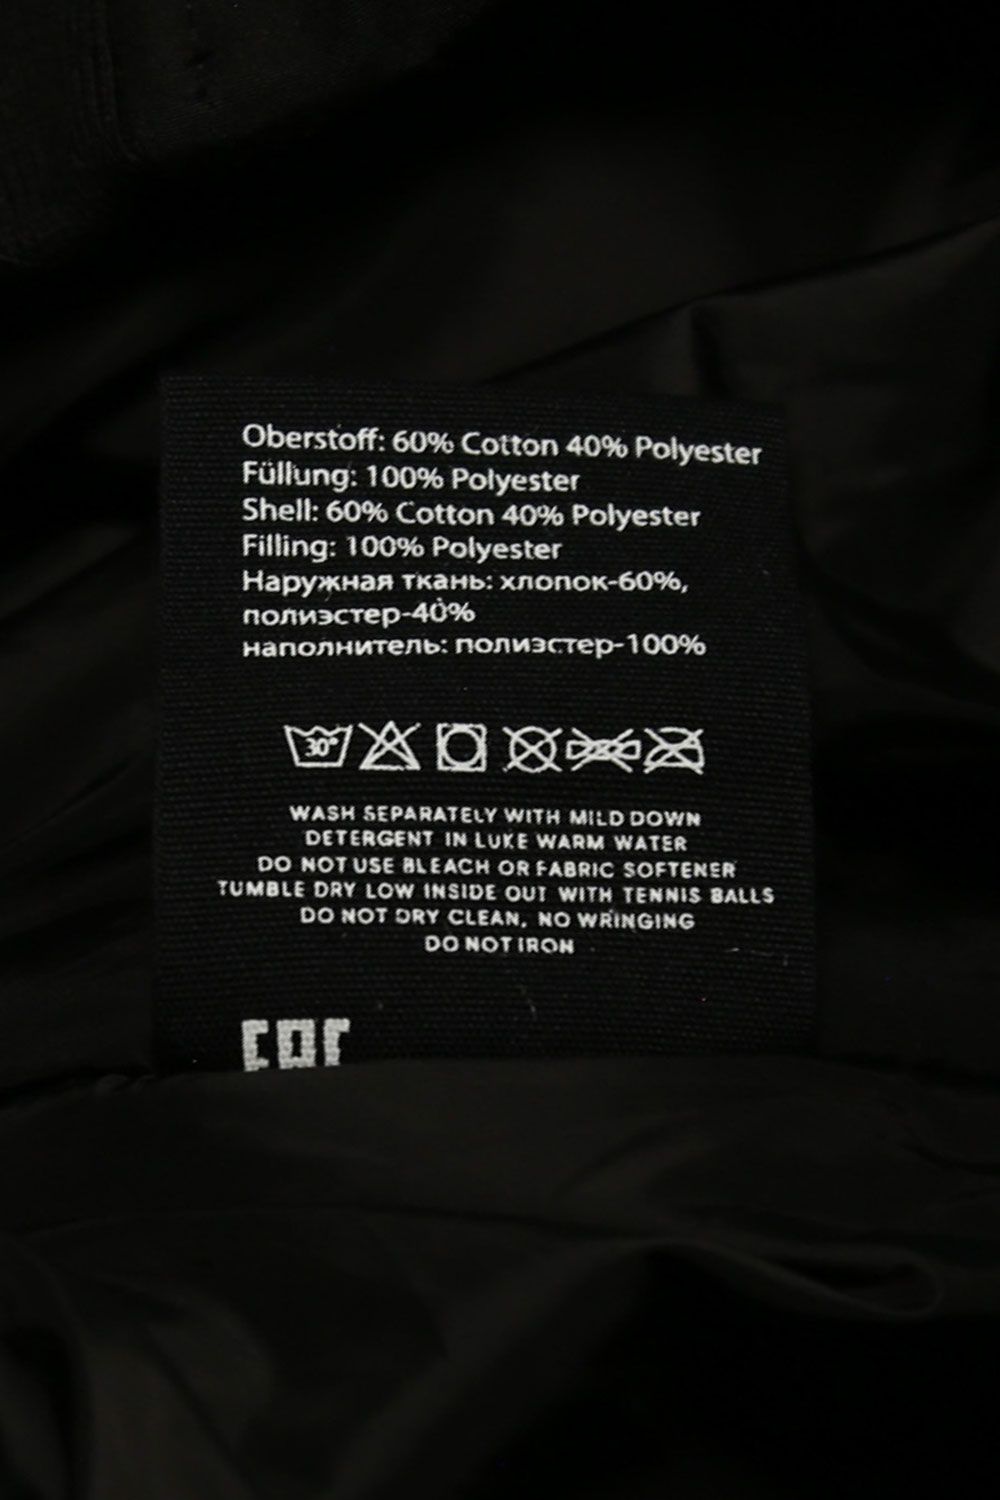 Oberstoff: 60% Cotton 40% Polyester
Füllung: 100% Polyester
Shell: 60% Cotton 40% Polyester
Filling: 100% Polyester
Наружная ткань: хлопок-60%,
полиэстер-40%
наполнитель: полиэстер-100%
30°
WASH SEPARATELY WITH MILD DOWN
DETERGENT IN LUKE WARM WATER
DO NOT USE BLEACH OR FABRIC SOFTENER
TUMBLE DRY LOW INSIDE OUT WITH TENNIS BALLS
DO NOT DRY CLEAN, NO WRINGING
DO NOT IRON
EAC